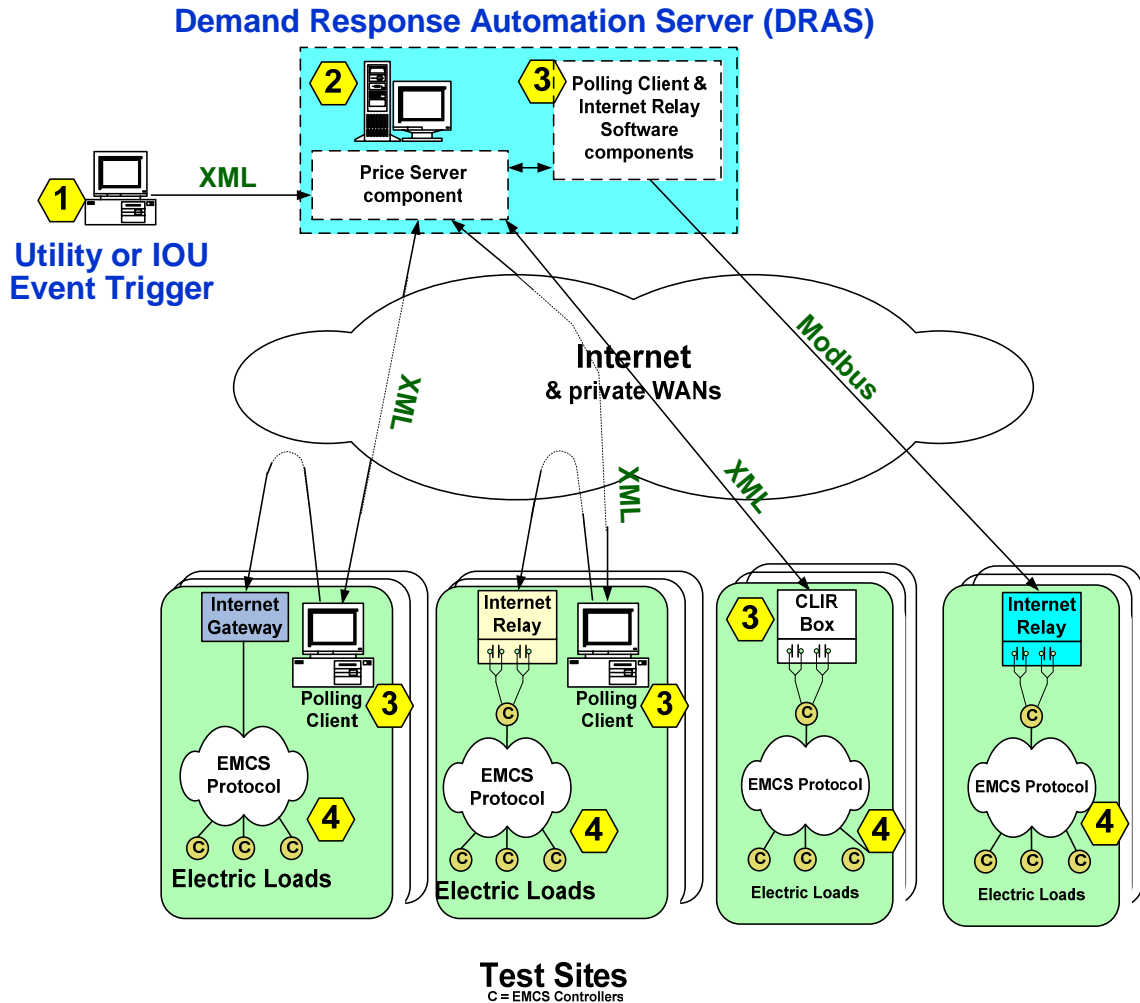 Demand Response Automation Server (DRAS)
2
3
Polling Client &
Internet Relay
Software
components
Price Server
component
1
XML
Utility or IOU
Event Trigger
Internet
& private WANs
Modbus
XML
XML
XML
Internet
Gateway
Polling
Client
3
EMCS
Protocol
4
C
C
C
Electric Loads
Internet
Relay
Polling
Client
3
C
EMCS
Protocol
4
C
C
C
Electric Loads
3
CLIR
Box
C
EMCS Protocol
4
C
C
C
Electric Loads
Internet
Relay
C
EMCS Protocol
4
C
C
C
Electric Loads
Test Sites
C = EMCS Controllers